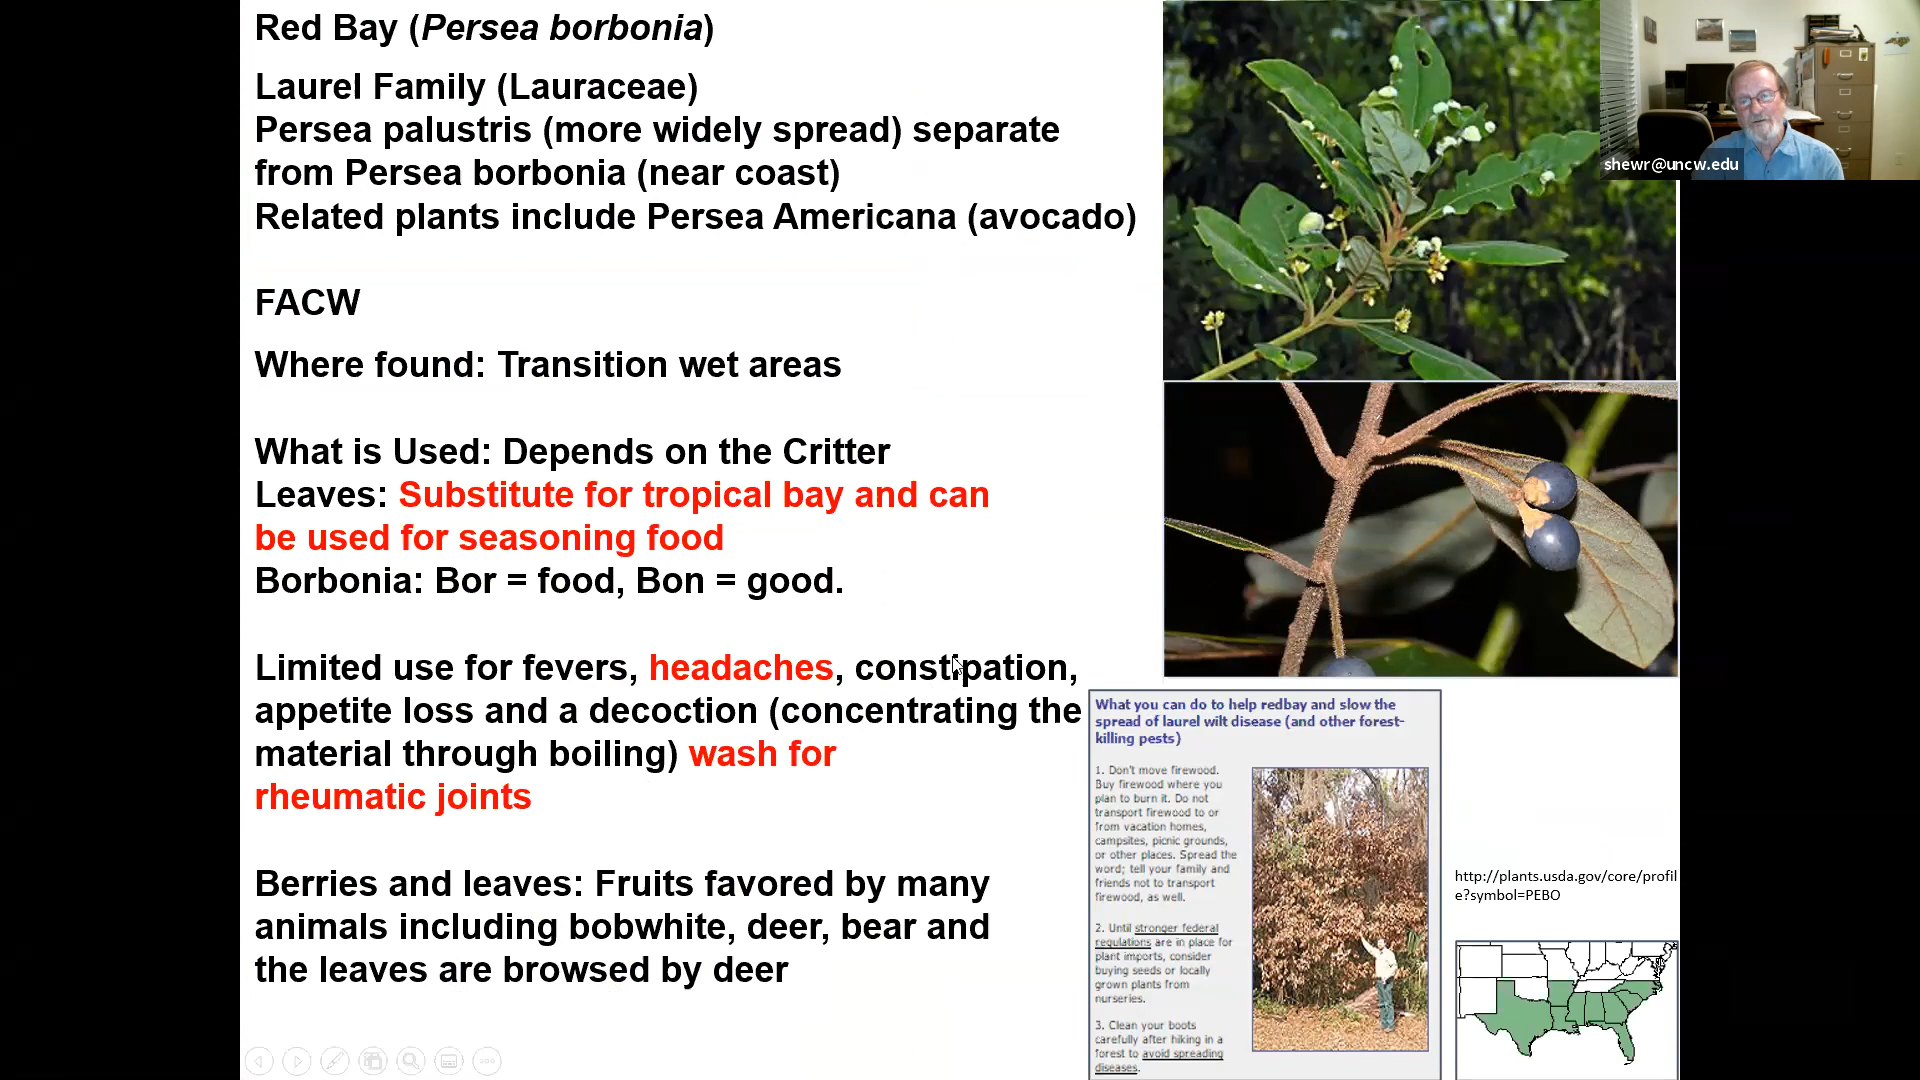 Red Bay (Persea borbonia)
Laurel Family (Lauraceae)
Persea palustris (more widely spread) separate
from Persea borbonia (near coast)
Related plants include Persea Americana (avocado)
FACW
Where found: Transition wet areas
What is Used: Depends on the Critter
Leaves: Substitute for tropical bay and can
be used for seasoning food
Borbonia: Bor = food, Bon = good.
Limited use for fevers, headaches, constipation,
appetite loss and a decoction (concentrating the
material through boiling) wash for
rheumatic joints
Berries and leaves: Fruits favored by many
animals including bobwhite, deer, bear and
the leaves are browsed by deer
shewr@uncw.edu
What you can do to help redbay and slow the
spread of laurel wilt disease (and other forest-
killing pests)
1. Don't move firewood.
Buy firewood where you
plan to burn it. Do not
transport firewood to or
from vacation homes,
campsites, picnic grounds,
or other places. Spread the
word; tell your family and
friends not to transport
firewood, as well.
2. Until stronger federal
regulations are in place for
plant imports, consider
buying seeds or locally
grown plants from
nurseries.
3. Clean your boots
carefully after hiking in a
forest to avoid spreading
diseases.
http://plants.usda.gov/core/profil
e?symbol=PEBO